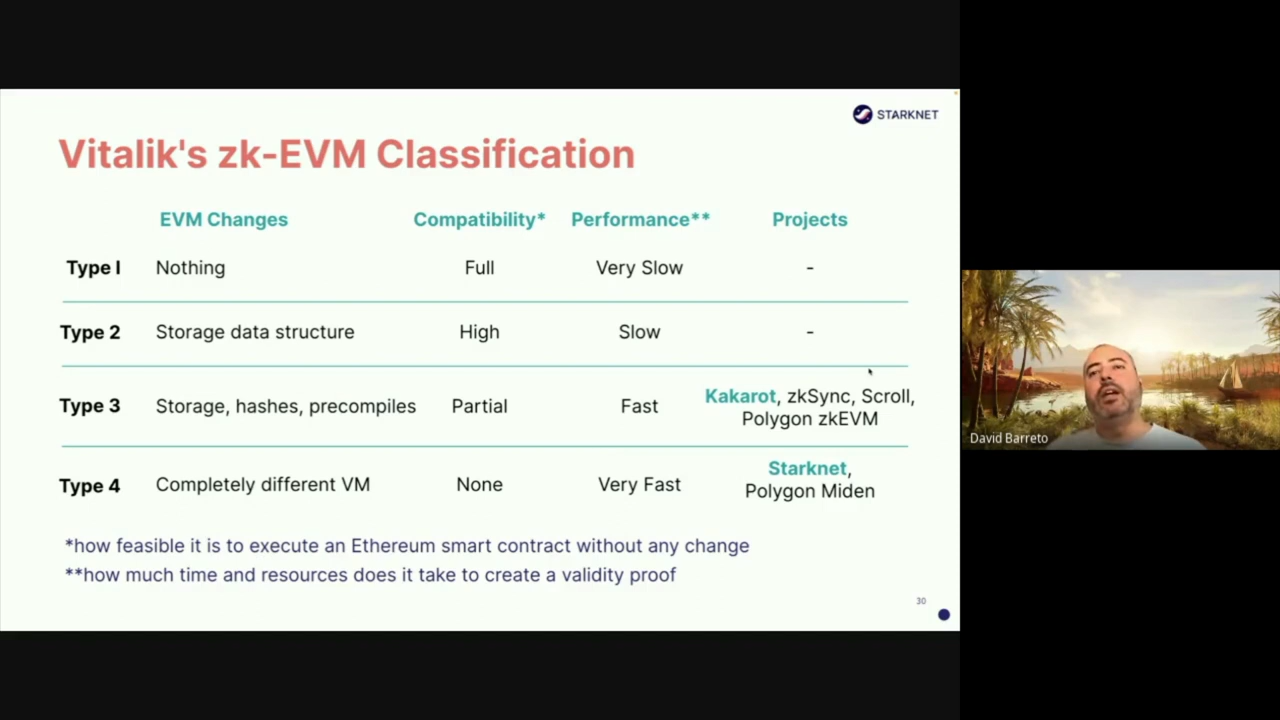 STARKNET
Vitalik's zk-EVM Classification
EVM Changes Compatibility* Performance** Projects
Type I Nothing Full Very Slow -
Type 2 Storage data structure High Slow -
Type 3 Storage, hashes, precompiles Partial Fast Kakarot, zkSync, Scroll,
Polygon zkEVM
Type 4 Completely different VM None Very Fast Starknet,
Polygon Miden
*how feasible it is to execute an Ethereum smart contract without any change
**how much time and resources does it take to create a validity proof
30
David Barreto